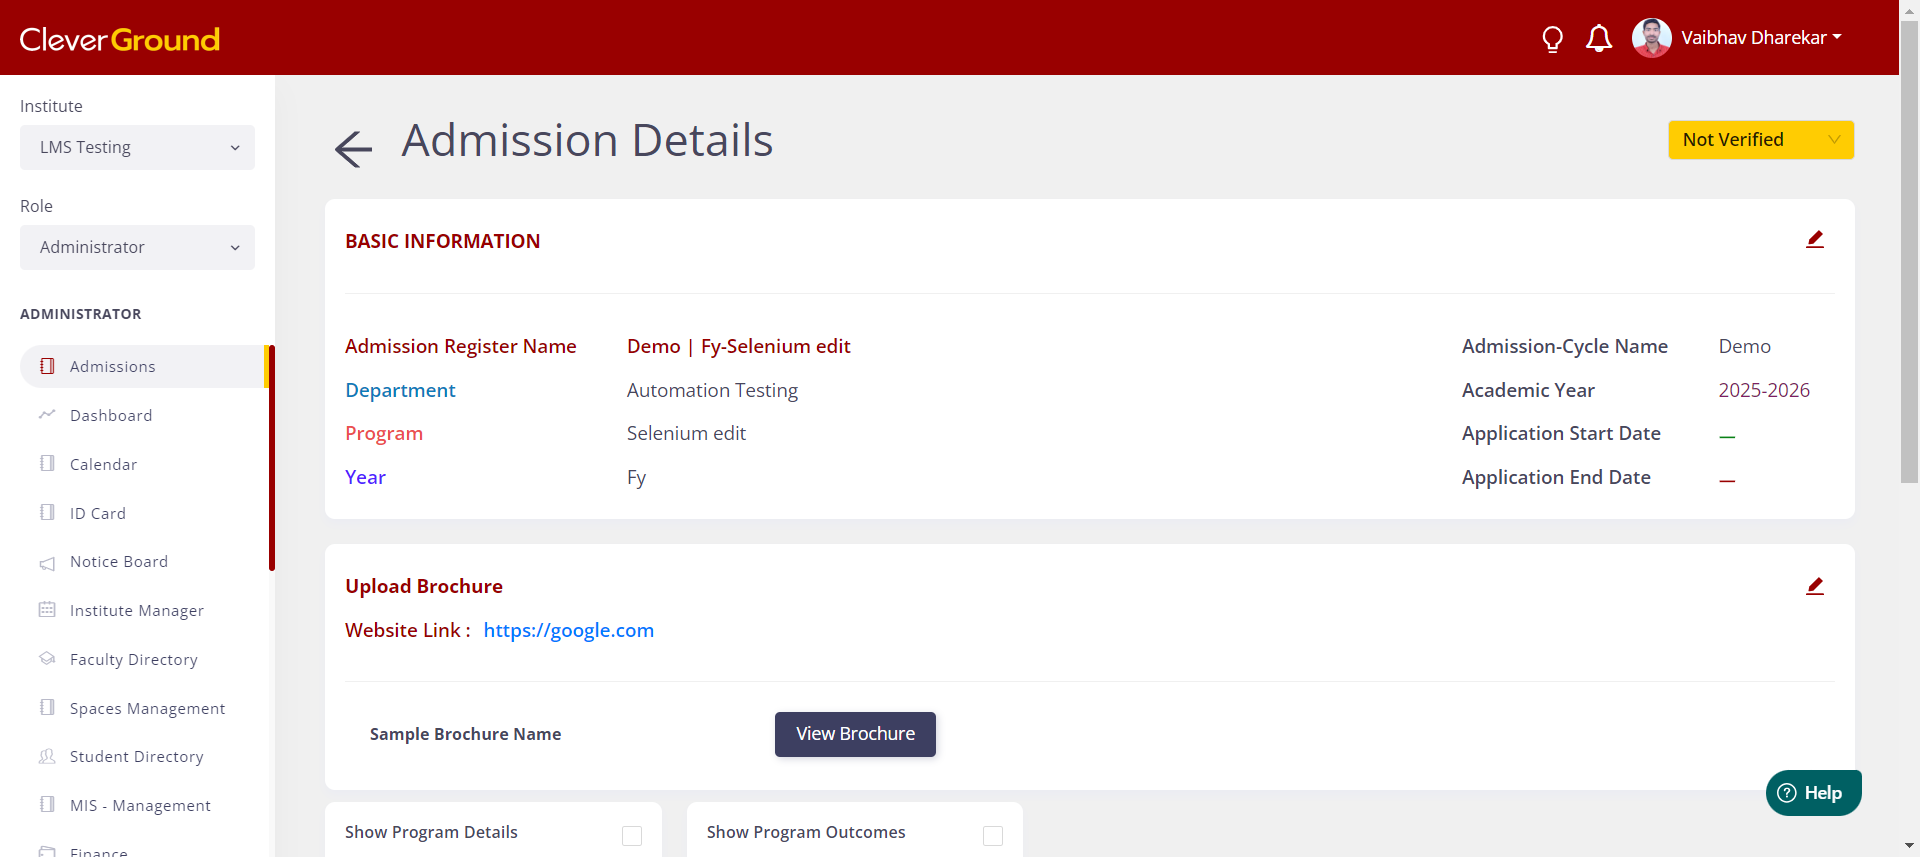 CleverGround
Vaibhav Dharekar
Institute
LMS Testing
Role
Administrator
ADMINISTRATOR
Admissions
Dashboard
Calendar
ID Card
Notice Board
Institute Manager
Faculty Directory
Spaces Management
Student Directory
MIS - Management
Finance
Admission Details
Not Verified
BASIC INFORMATION
Admission Register Name Demo | Fy-Selenium edit
Department Automation Testing
Program Selenium edit
Year Fy
Admission-Cycle Name Demo
Academic Year 2025-2026
Application Start Date —
Application End Date —
Upload Brochure
Website Link : https://google.com
Sample Brochure Name View Brochure
Show Program Details
Show Program Outcomes
? Help